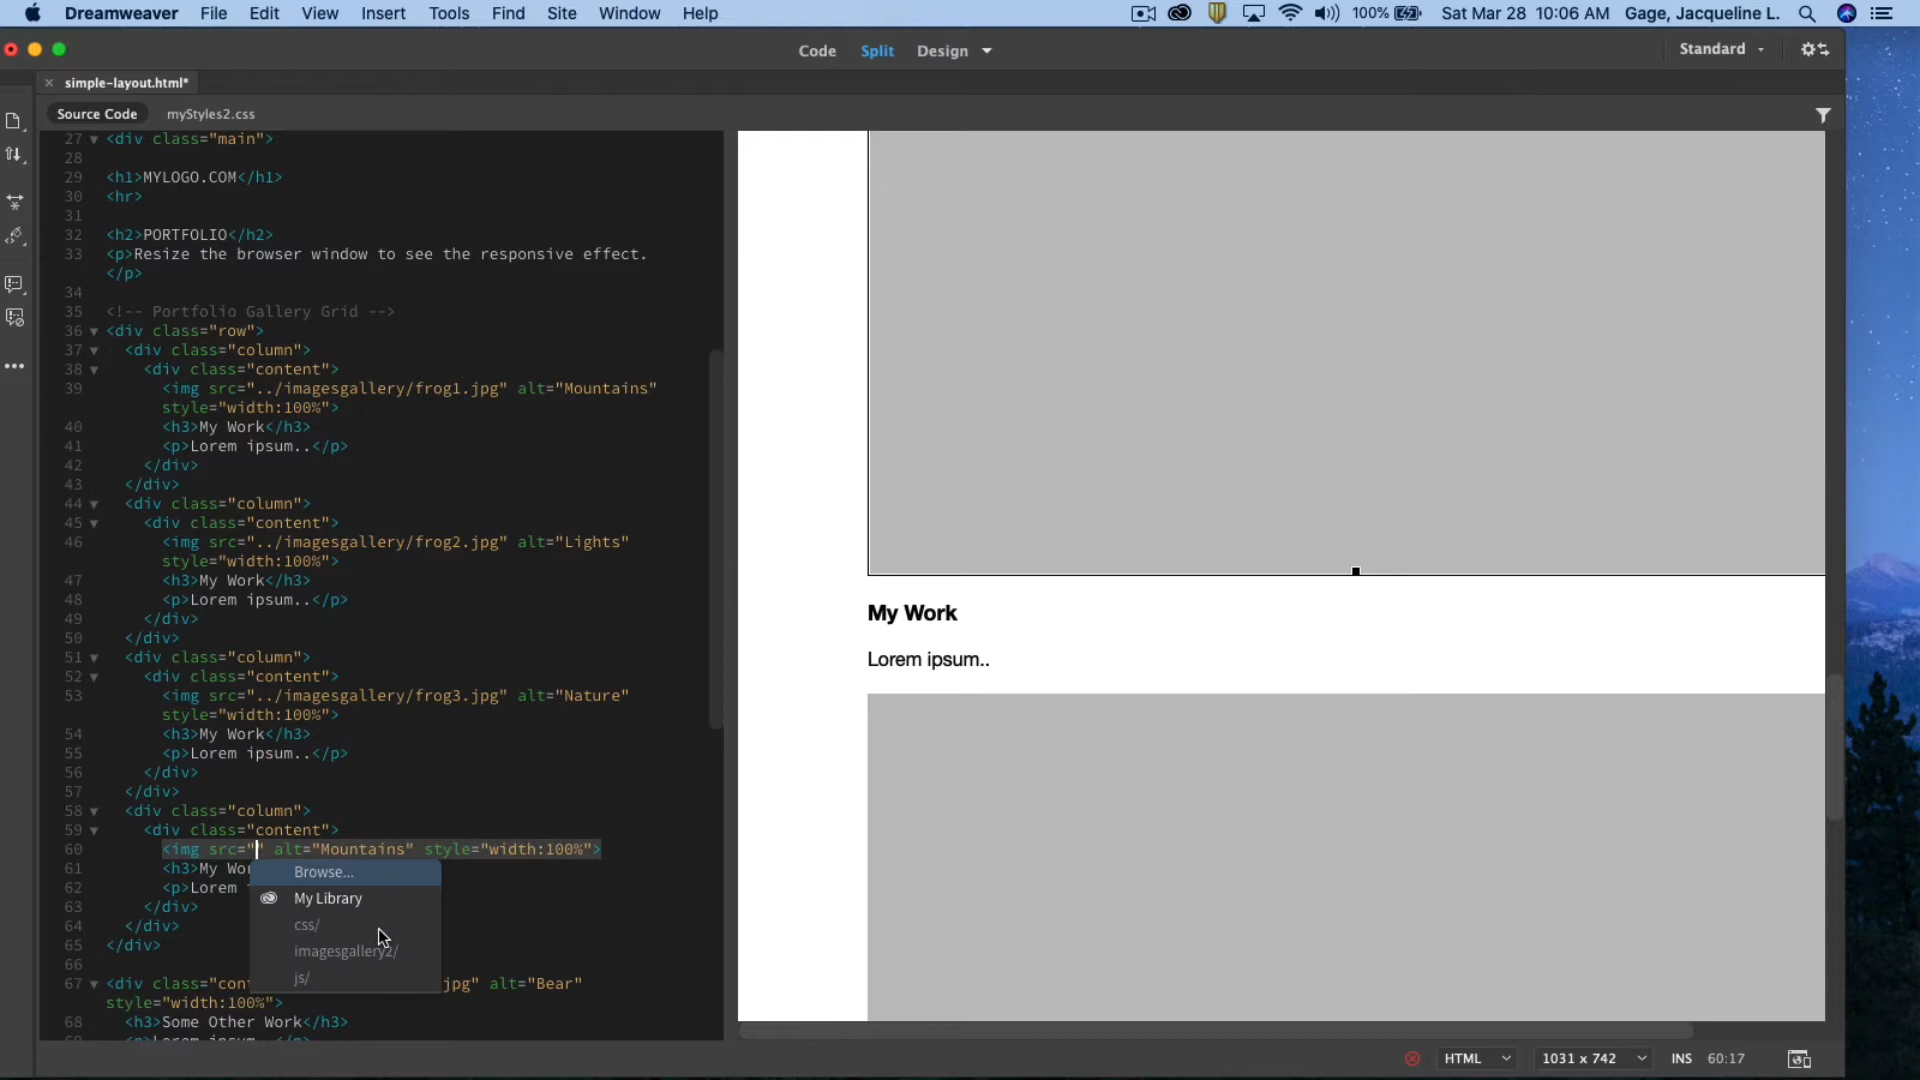 Dreamweaver File Edit View Insert Tools Find Site Window Help 100% Sat Mar 28 10:06 AM Gage, Jacqueline L.
Code Split Design Standard
simple-layout.html*
Source Code myStyles2.css
27 <div class="main">
28
29 <h1>MYLOGO.COM</h1>
30 <hr>
31
32 <h2>PORTFOLIO</h2>
33 <p>Resize the browser window to see the responsive effect.
</p>
34
35 <!-- Portfolio Gallery Grid -->
36 <div class="row">
37 <div class="column">
38 <div class="content">
39 <img src="../imagesgallery/frog1.jpg" alt="Mountains"
style="width:100%">
40 <h3>My Work</h3>
41 <p>Lorem ipsum..</p>
42 </div>
43 </div>
44 <div class="column">
45 <div class="content">
46 <img src="../imagesgallery/frog2.jpg" alt="Lights"
style="width:100%">
47 <h3>My Work</h3>
48 <p>Lorem ipsum..</p>
49 </div>
50 </div>
51 <div class="column">
52 <div class="content">
53 <img src="../imagesgallery/frog3.jpg" alt="Nature"
style="width:100%">
54 <h3>My Work</h3>
55 <p>Lorem ipsum..</p>
56 </div>
57 </div>
58 <div class="column">
59 <div class="content">
60 <img src="" alt="Mountains" style="width:100%">
61 <h3>My Wor
62 <p>Lorem
63 </div>
64 </div>
65 </div>
66
67 <div class="con jpg" alt="Bear"
style="width:100%">
68 <h3>Some Other Work</h3>
Browse...
My Library
css/
imagesgallery2/
js/
My Work
Lorem ipsum..
HTML 1031 x 742 INS 60:17